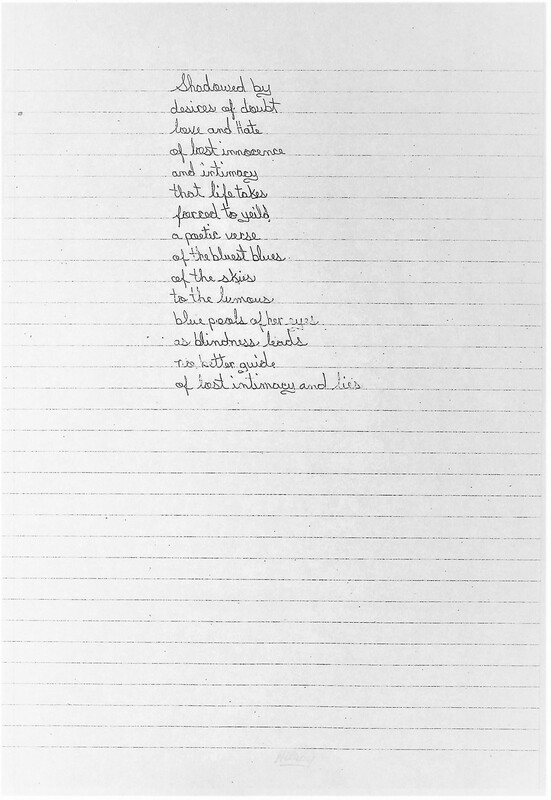 Shadowed by
desires of doubt
love and Hate
of lost innocence
and intimacy
that life takes
forced to yeild
a poetic verse
of the bluest blues
of the skies
to the lumous
blue pools of her eyes
as blindness leads
no better guide
of lost intimacy and lies